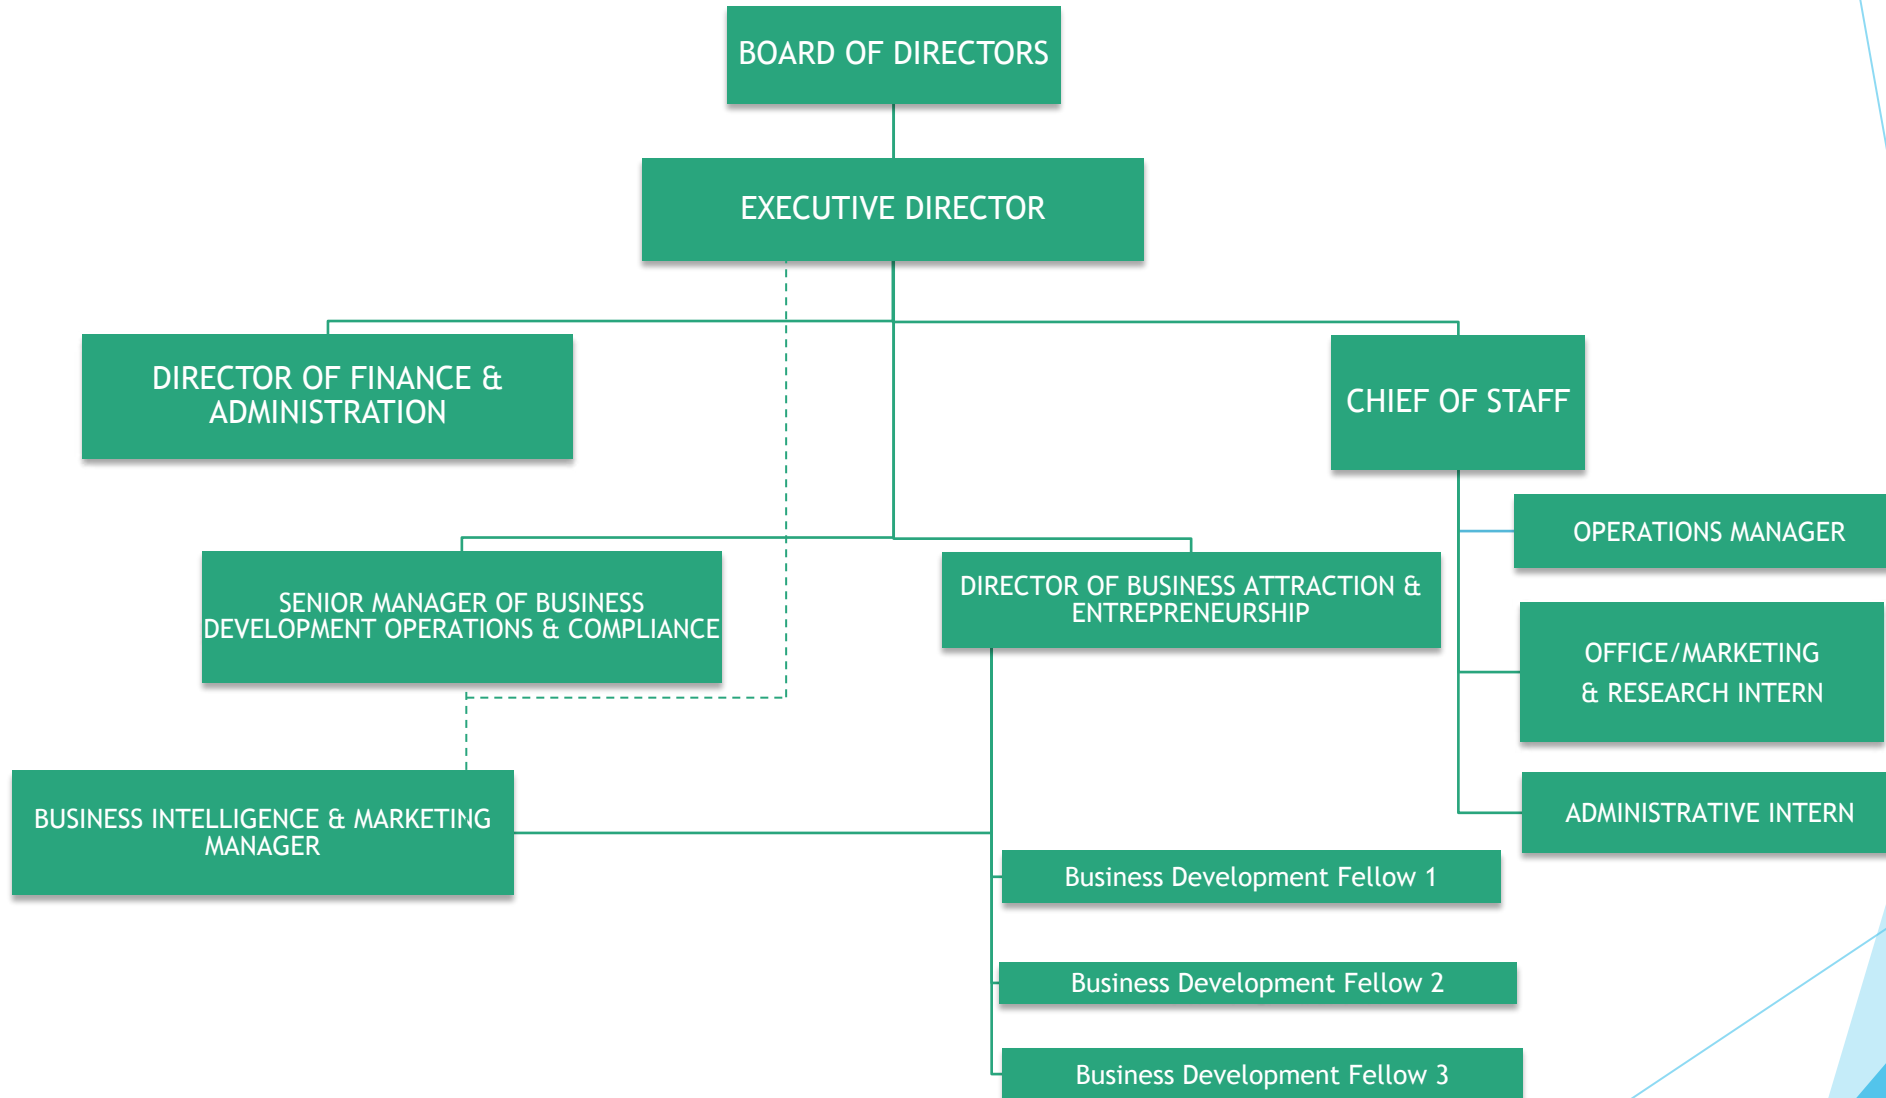 BOARD OF DIRECTORS
EXECUTIVE DIRECTOR
DIRECTOR OF FINANCE &
ADMINISTRATION
CHIEF OF STAFF
OPERATIONS MANAGER
SENIOR MANAGER OF BUSINESS
DEVELOPMENT OPERATIONS & COMPLIANCE
DIRECTOR OF BUSINESS ATTRACTION &
ENTREPRENEURSHIP
OFFICE/MARKETING
& RESEARCH INTERN
BUSINESS INTELLIGENCE & MARKETING
MANAGER
ADMINISTRATIVE INTERN
Business Development Fellow 1
Business Development Fellow 2
Business Development Fellow 3